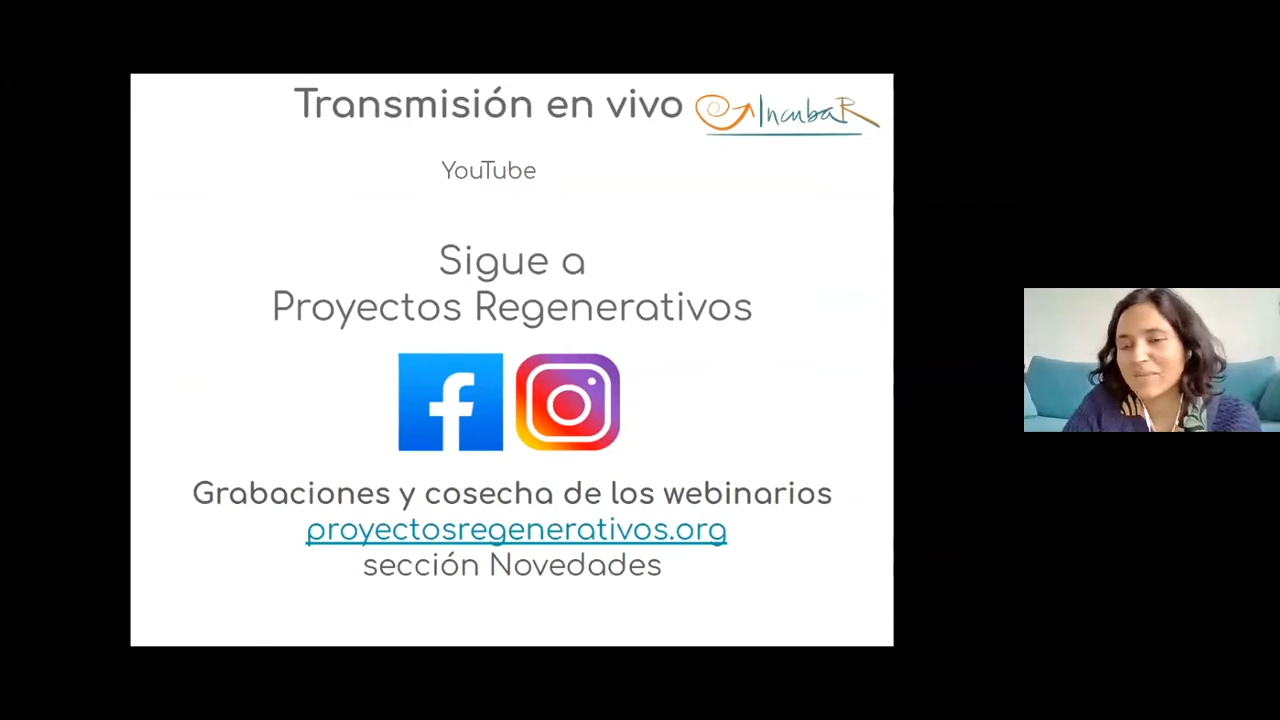 Transmisión en vivo
IncubaR
YouTube
Sigue a
Proyectos Regenerativos
Grabaciones y cosecha de los webinarios
proyectosregenerativos.org
sección Novedades